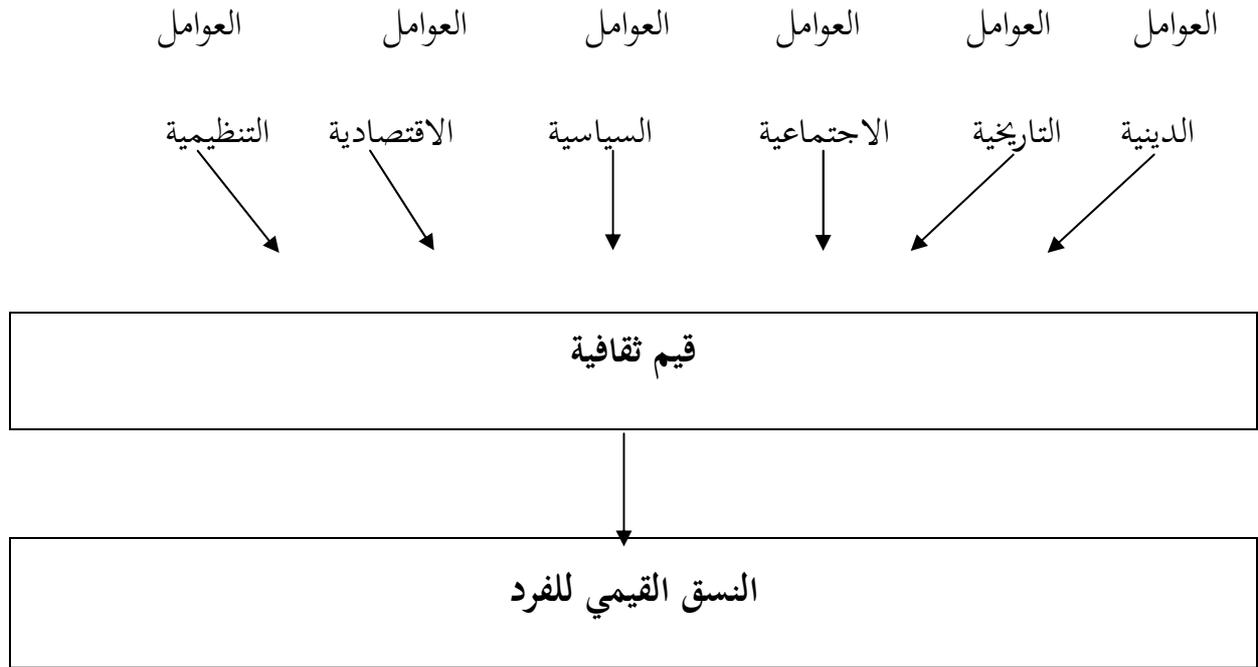 العوامل العوامل العوامل العوامل العوامل العوامل
الدينية التاريخية الاجتماعية السياسية الاقتصادية التنظيمية
قيم ثقافية
النسق القيمي للفرد